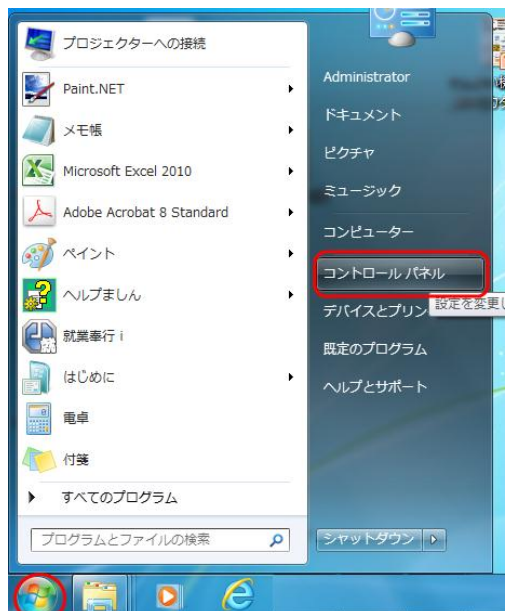 プロジェクターへの接続
Paint.NET
メモ帳
Microsoft Excel 2010
Adobe Acrobat 8 Standard
ペイント
ヘルプましん
就業奉行 i
はじめに
電卓
付箋
すべてのプログラム
プログラムとファイルの検索
Administrator
ドキュメント
ピクチャ
ミュージック
コンピューター
コントロール パネル
設定を変更し
デバイスとプリン
既定のプログラム
ヘルプとサポート
シャットダウン